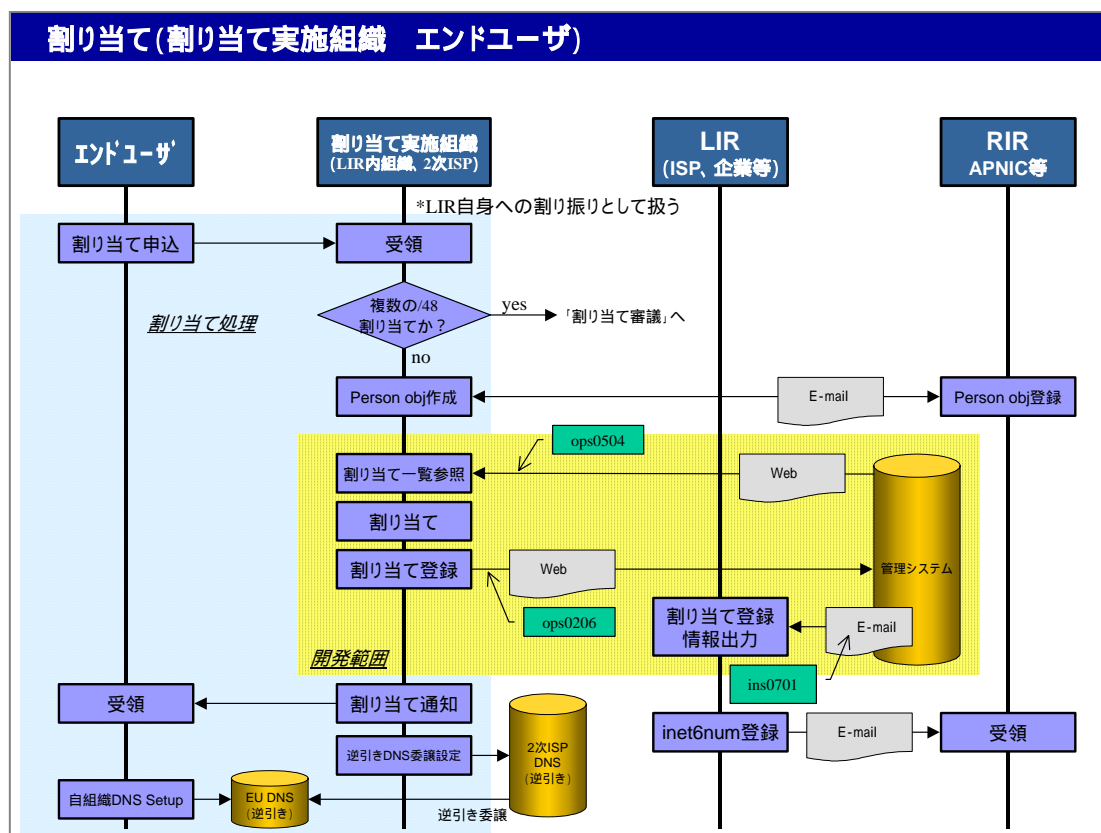 割り当て(割り当て実施組織　エンドユーザ)
エンドユーザ
割り当て実施組織
(LIR内組織、2次ISP)
LIR
(ISP、企業等)
RIR
APNIC等
*LIR自身への割り振りとして扱う
割り当て申込
受領
複数の/48
割り当てか？
yes
「割り当て審議」へ
割り当て処理
no
Person obj作成
E-mail
Person obj登録
ops0504
割り当て一覧参照
Web
割り当て
割り当て登録
Web
管理システム
ops0206
割り当て登録
情報出力
E-mail
開発範囲
ins0701
受領
割り当て通知
inet6num登録
E-mail
受領
逆引きDNS委譲設定
2次ISP
DNS
(逆引き)
自組織DNS Setup
EU DNS
(逆引き)
逆引き委譲